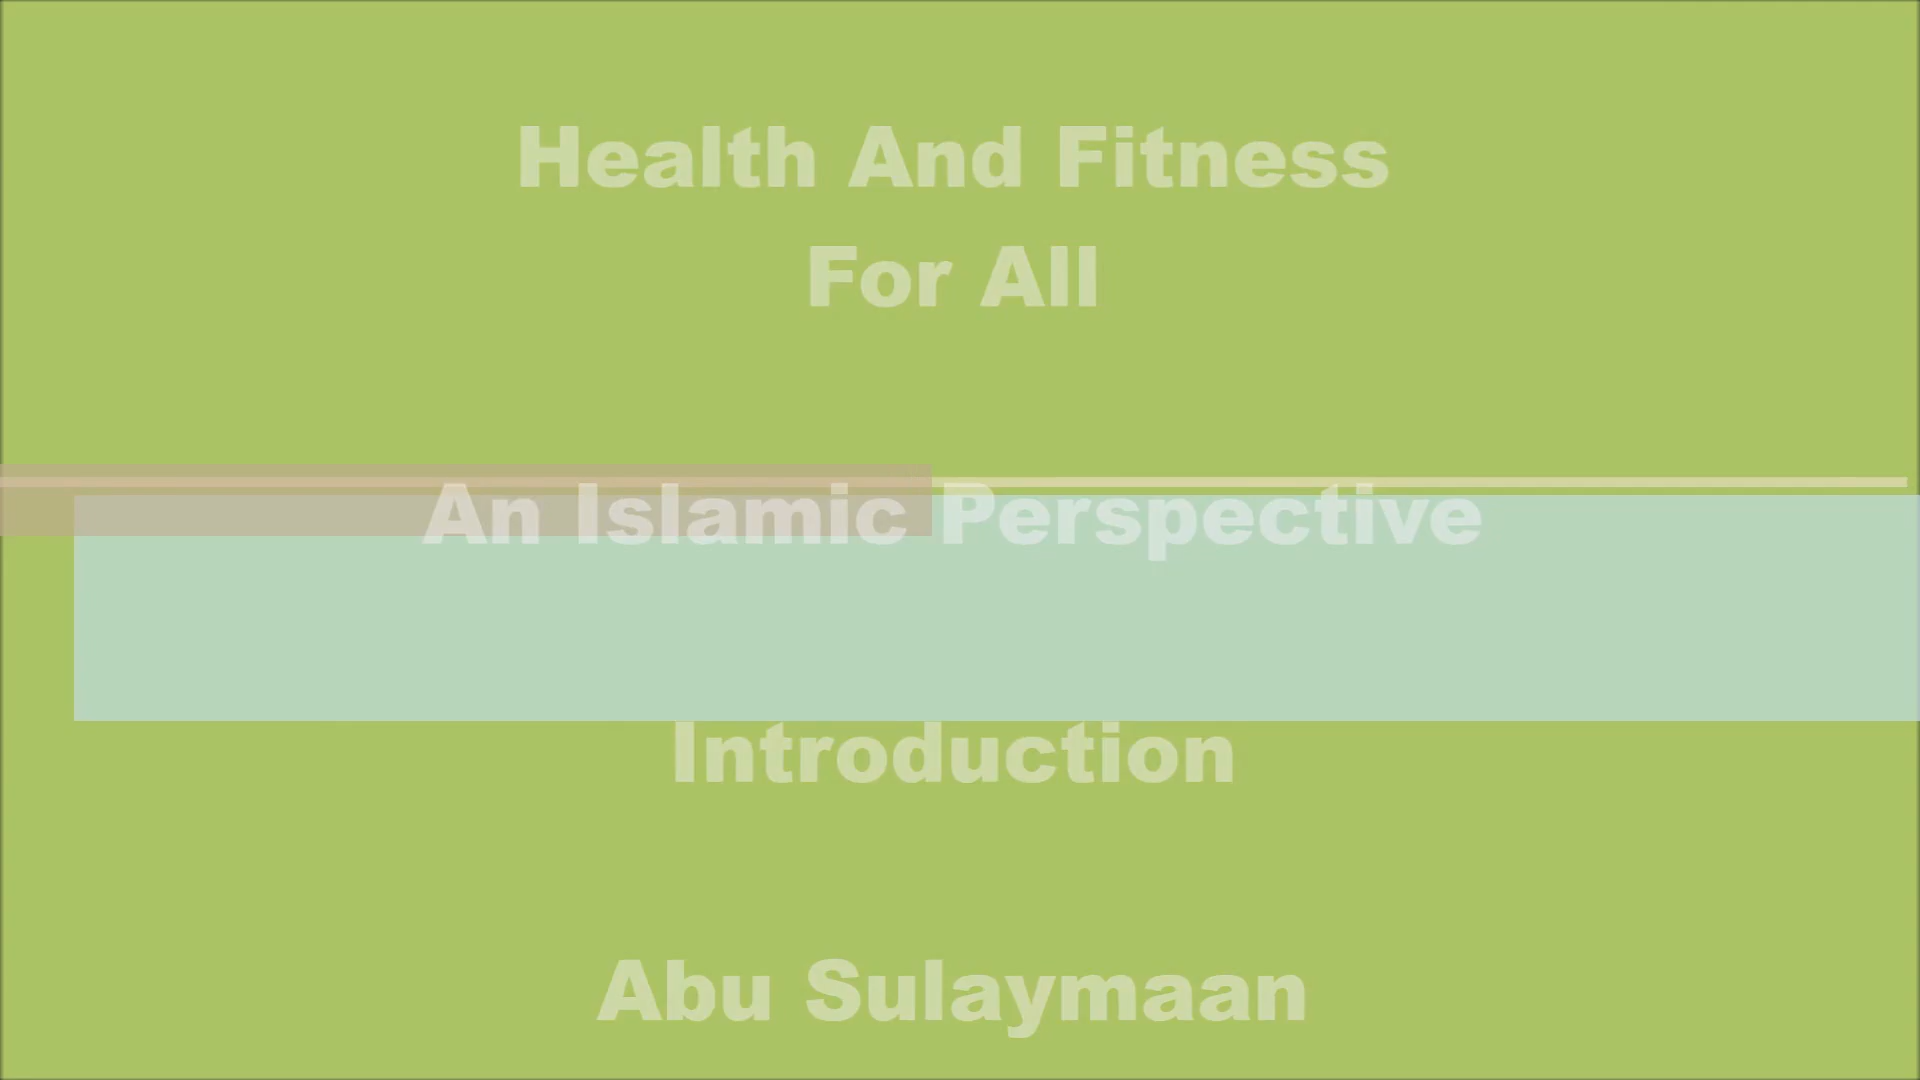 Health And Fitness
For All
An Islamic Perspective
Introduction
Abu Sulaymaan